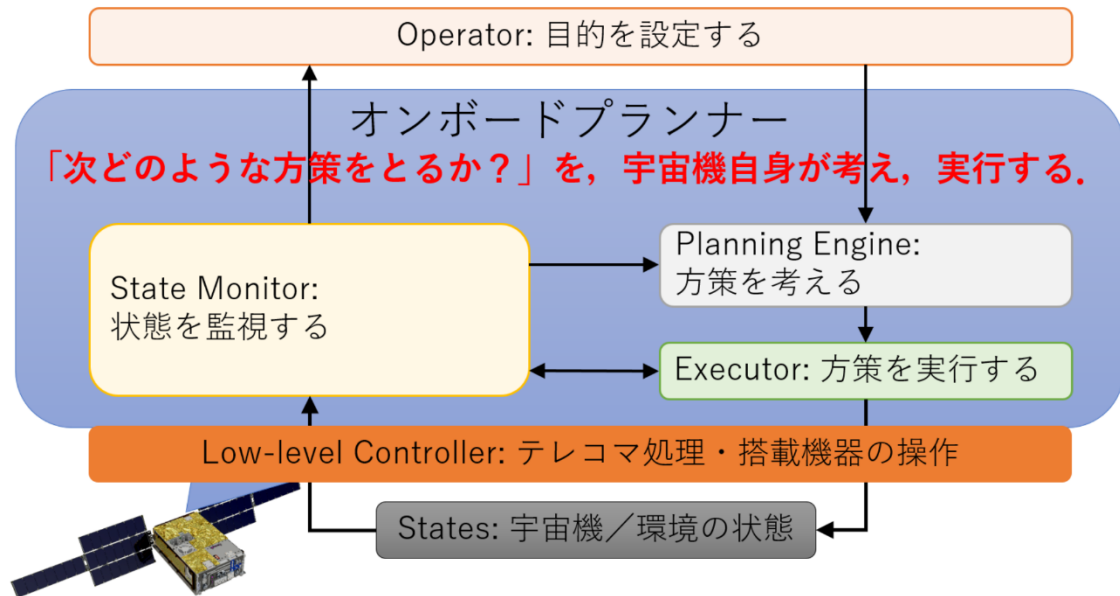 Operator: 目的を設定する
オンボードプランナー
「次どのような方策をとるか？」を，宇宙機自身が考え，実行する．
State Monitor:
状態を監視する
Planning Engine:
方策を考える
Executor: 方策を実行する
Low-level Controller: テレコマ処理・搭載機器の操作
States: 宇宙機／環境の状態